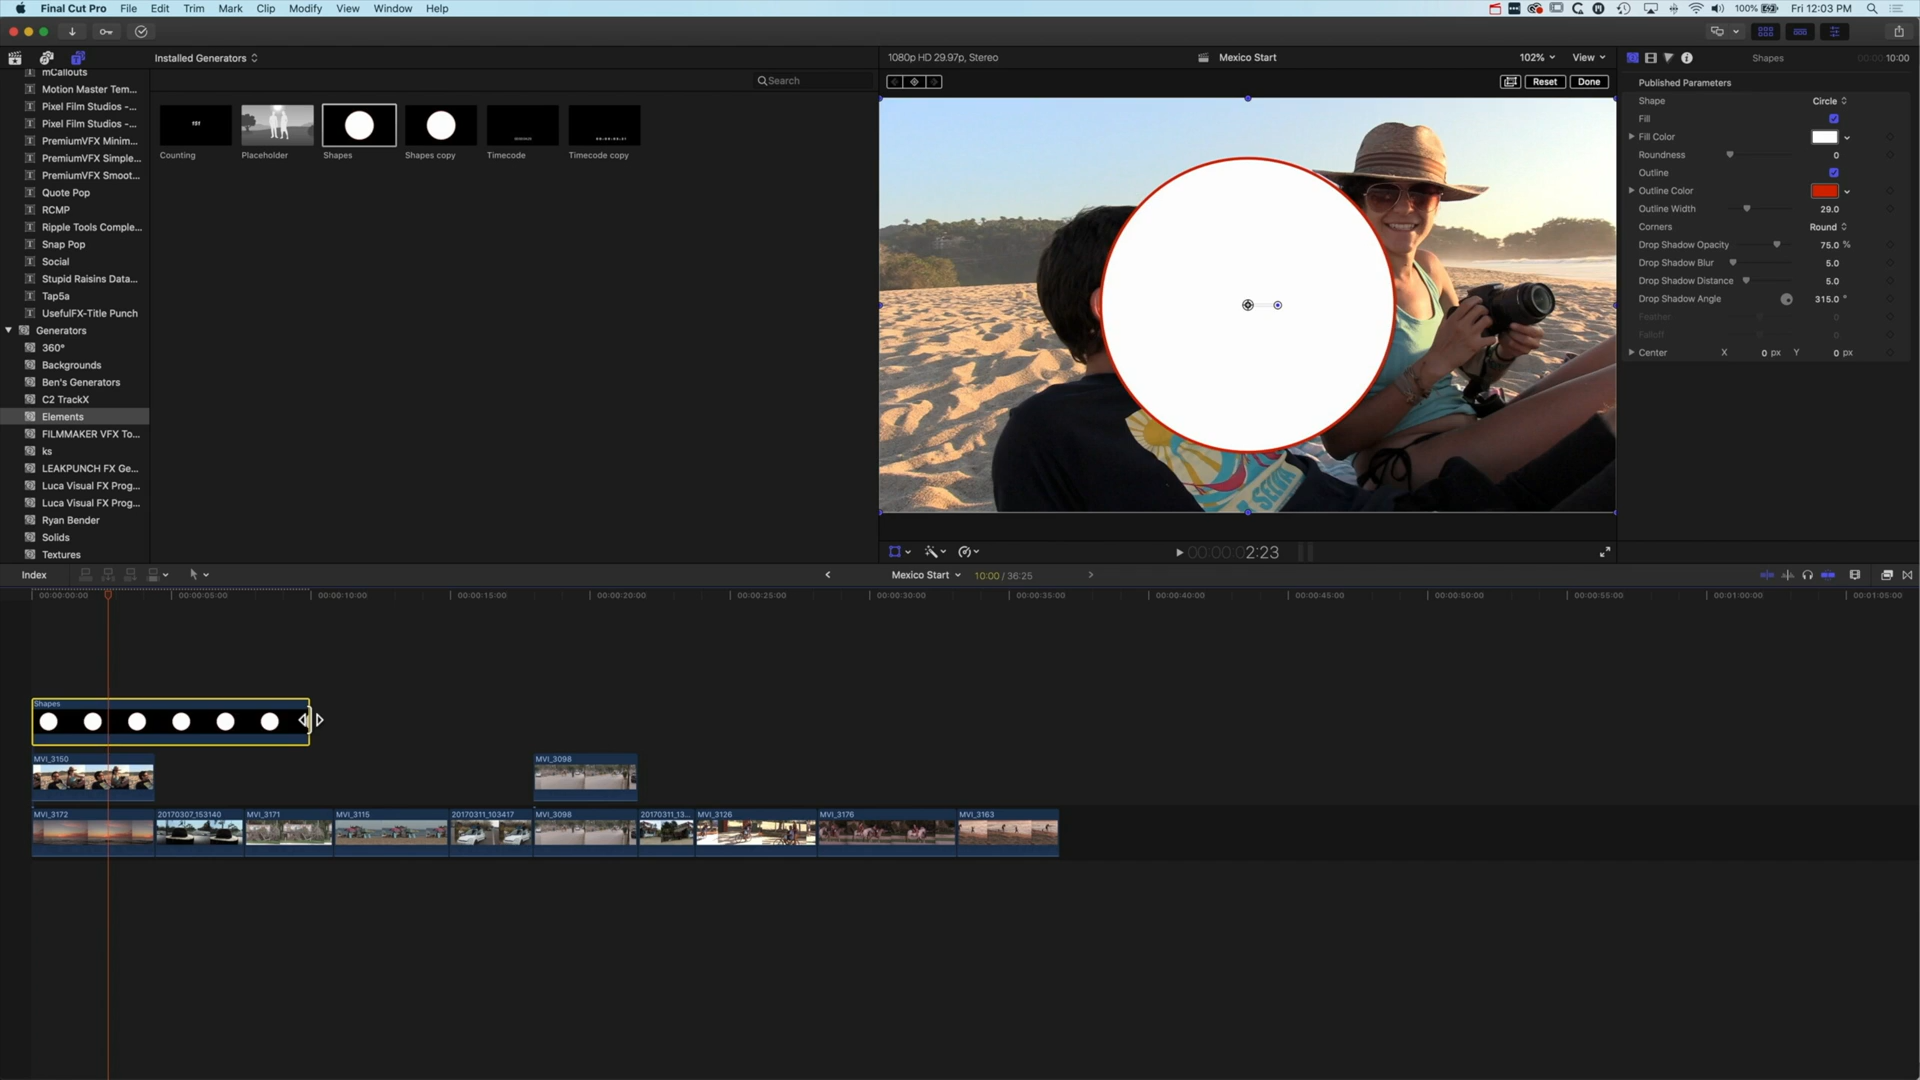 Final Cut Pro File Edit Trim Mark Clip Modify View Window Help
100% Fri 12:03 PM
Installed Generators
1080p HD 29.97p, Stereo
Mexico Start
102% View
Shapes
10:00
mCallouts
Motion Master Tem...
Pixel Film Studios -...
Pixel Film Studios -...
PremiumVFX Minim...
PremiumVFX Simple...
PremiumVFX Smoot...
Quote Pop
RCMP
Ripple Tools Comple...
Snap Pop
Social
Stupid Raisins Data...
Tap5a
UsefulFX-Title Punch
Generators
360°
Backgrounds
Ben's Generators
C2 TrackX
Elements
FILMMAKER VFX To...
ks
LEAKPUNCH FX Ge...
Luca Visual FX Prog...
Luca Visual FX Prog...
Ryan Bender
Solids
Textures
Search
Counting
Placeholder
Shapes
Shapes copy
Timecode
Timecode copy
Reset
Done
Published Parameters
Shape Circle
Fill
Fill Color
Roundness 0
Outline
Outline Color
Outline Width 29.0
Corners Round
Drop Shadow Opacity 75.0 %
Drop Shadow Blur 5.0
Drop Shadow Distance 5.0
Drop Shadow Angle 315.0 °
Feather 0
Falloff 0
Center X 0 px Y 0 px
00:00:02:23
Index
Mexico Start
10:00 / 36:25
00:00:00:00 00:00:05:00 00:00:10:00 00:00:15:00 00:00:20:00 00:00:25:00 00:00:30:00 00:00:35:00 00:00:40:00 00:00:45:00 00:00:50:00 00:00:55:00 00:01:00:00 00:01:05:00
Shapes
MVI_3150
MVI_3098
MVI_3172
20170307_153140
MVI_3171
MVI_3115
20170311_103417
MVI_3098
20170311_13...
MVI_3126
MVI_3176
MVI_3163